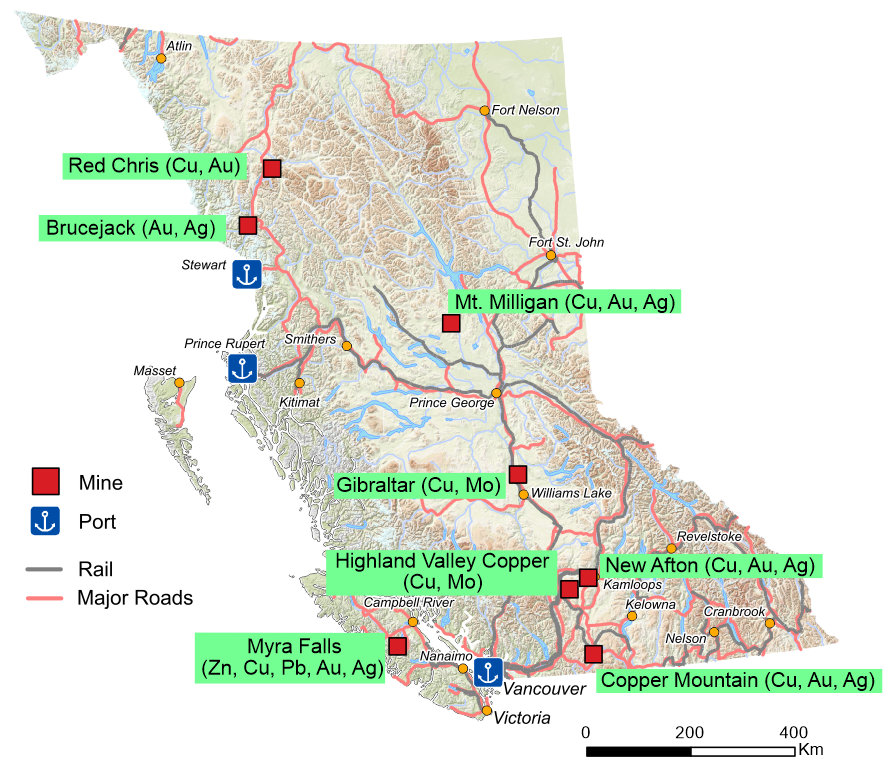 Atlin
Fort Nelson
Red Chris (Cu, Au)
Brucejack (Au, Ag)
Fort St. John
Stewart
Mt. Milligan (Cu, Au, Ag)
Prince Rupert
Smithers
Masset
Kitimat
Prince George
Mine
Gibraltar (Cu, Mo)
Williams Lake
Port
Revelstoke
Rail
Highland Valley Copper
(Cu, Mo)
New Afton (Cu, Au, Ag)
Kamloops
Major Roads
Campbell River
Kelowna
Cranbrook
Nelson
Myra Falls
(Zn, Cu, Pb, Au, Ag)
Nanaimo
Copper Mountain (Cu, Au, Ag)
Vancouver
Victoria
0 200 400
Km